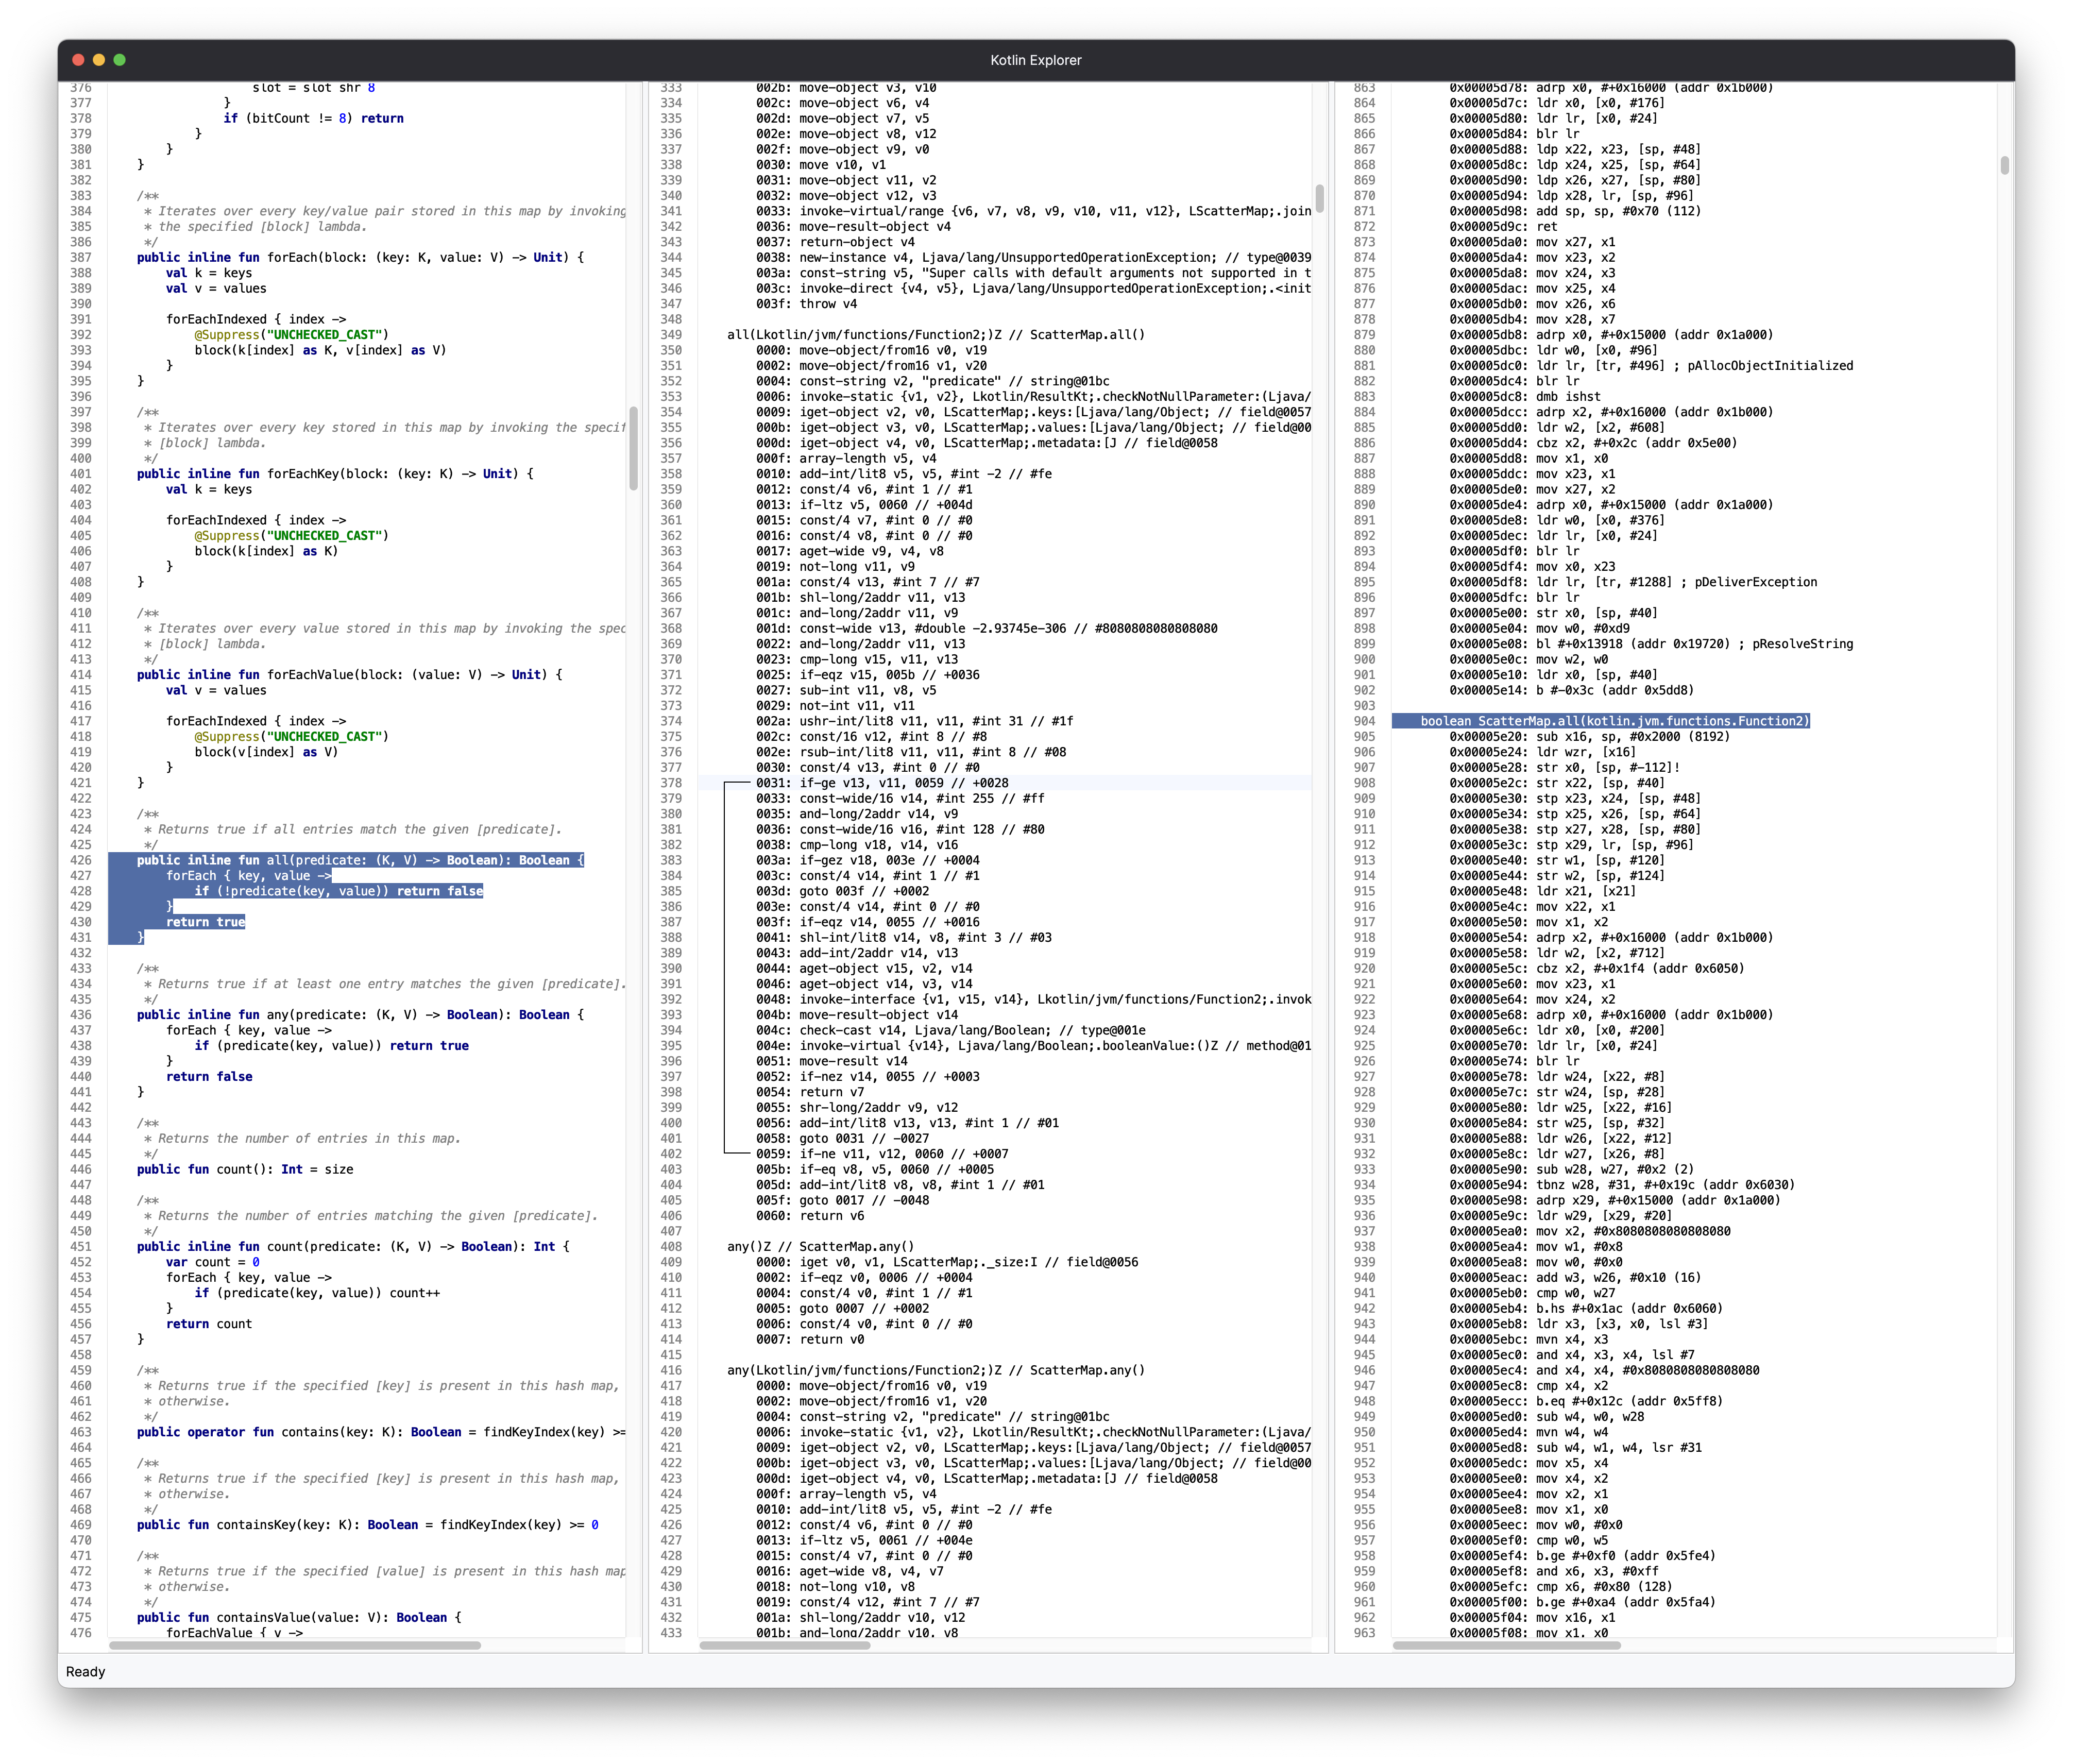 Kotlin Explorer
376 slot = slot shr 8
377 }
378 if (bitCount != 8) return
379 }
380 }
381 }
382
383 /**
384 * Iterates over every key/value pair stored in this map by invoking
385 * the specified [block] lambda.
386 */
387 public inline fun forEach(block: (key: K, value: V) -> Unit) {
388 val k = keys
389 val v = values
390
391 forEachIndexed { index ->
392 @Suppress("UNCHECKED_CAST")
393 block(k[index] as K, v[index] as V)
394 }
395 }
396
397 /**
398 * Iterates over every key stored in this map by invoking the specif
399 * [block] lambda.
400 */
401 public inline fun forEachKey(block: (key: K) -> Unit) {
402 val k = keys
403
404 forEachIndexed { index ->
405 @Suppress("UNCHECKED_CAST")
406 block(k[index] as K)
407 }
408 }
409
410 /**
411 * Iterates over every value stored in this map by invoking the spec
412 * [block] lambda.
413 */
414 public inline fun forEachValue(block: (value: V) -> Unit) {
415 val v = values
416
417 forEachIndexed { index ->
418 @Suppress("UNCHECKED_CAST")
419 block(v[index] as V)
420 }
421 }
422
423 /**
424 * Returns true if all entries match the given [predicate].
425 */
426 public inline fun all(predicate: (K, V) -> Boolean): Boolean {
427 forEach { key, value ->
428 if (!predicate(key, value)) return false
429 }
430 return true
431 }
432
433 /**
434 * Returns true if at least one entry matches the given [predicate].
435 */
436 public inline fun any(predicate: (K, V) -> Boolean): Boolean {
437 forEach { key, value ->
438 if (predicate(key, value)) return true
439 }
440 return false
441 }
442
443 /**
444 * Returns the number of entries in this map.
445 */
446 public fun count(): Int = size
447
448 /**
449 * Returns the number of entries matching the given [predicate].
450 */
451 public inline fun count(predicate: (K, V) -> Boolean): Int {
452 var count = 0
453 forEach { key, value ->
454 if (predicate(key, value)) count++
455 }
456 return count
457 }
458
459 /**
460 * Returns true if the specified [key] is present in this hash map,
461 * otherwise.
462 */
463 public operator fun contains(key: K): Boolean = findKeyIndex(key) >=
464
465 /**
466 * Returns true if the specified [key] is present in this hash map,
467 * otherwise.
468 */
469 public fun containsKey(key: K): Boolean = findKeyIndex(key) >= 0
470
471 /**
472 * Returns true if the specified [value] is present in this hash map
473 * otherwise.
474 */
475 public fun containsValue(value: V): Boolean {
476 forEachValue { v ->
333 002b: move-object v3, v10
334 002c: move-object v6, v4
335 002d: move-object v7, v5
336 002e: move-object v8, v12
337 002f: move-object v9, v0
338 0030: move v10, v1
339 0031: move-object v11, v2
340 0032: move-object v12, v3
341 0033: invoke-virtual/range {v6, v7, v8, v9, v10, v11, v12}, LScatterMap;.join
342 0036: move-result-object v4
343 0037: return-object v4
344 0038: new-instance v4, Ljava/lang/UnsupportedOperationException; // type@0039
345 003a: const-string v5, "Super calls with default arguments not supported in t
346 003c: invoke-direct {v4, v5}, Ljava/lang/UnsupportedOperationException;.<init
347 003f: throw v4
348
349 all(Lkotlin/jvm/functions/Function2;)Z // ScatterMap.all()
350 0000: move-object/from16 v0, v19
351 0002: move-object/from16 v1, v20
352 0004: const-string v2, "predicate" // string@01bc
353 0006: invoke-static {v1, v2}, Lkotlin/ResultKt;.checkNotNullParameter:(Ljava/
354 0009: iget-object v2, v0, LScatterMap;.keys:[Ljava/lang/Object; // field@0057
355 000b: iget-object v3, v0, LScatterMap;.values:[Ljava/lang/Object; // field@00
356 000d: iget-object v4, v0, LScatterMap;.metadata:[J // field@0058
357 000f: array-length v5, v4
358 0010: add-int/lit8 v5, v5, #int -2 // #fe
359 0012: const/4 v6, #int 1 // #1
360 0013: if-ltz v5, 0060 // +004d
361 0015: const/4 v7, #int 0 // #0
362 0016: const/4 v8, #int 0 // #0
363 0017: aget-wide v9, v4, v8
364 0019: not-long v11, v9
365 001a: const/4 v13, #int 7 // #7
366 001b: shl-long/2addr v11, v13
367 001c: and-long/2addr v11, v9
368 001d: const-wide v13, #double -2.93745e-306 // #8080808080808080
369 0022: and-long/2addr v11, v13
370 0023: cmp-long v15, v11, v13
371 0025: if-eqz v15, 005b // +0036
372 0027: sub-int v11, v8, v5
373 0029: not-int v11, v11
374 002a: ushr-int/lit8 v11, v11, #int 31 // #1f
375 002c: const/16 v12, #int 8 // #8
376 002e: rsub-int/lit8 v11, v11, #int 8 // #08
377 0030: const/4 v13, #int 0 // #0
378 0031: if-ge v13, v11, 0059 // +0028
379 0033: const-wide/16 v14, #int 255 // #ff
380 0035: and-long/2addr v14, v9
381 0036: const-wide/16 v16, #int 128 // #80
382 0038: cmp-long v18, v14, v16
383 003a: if-gez v18, 003e // +0004
384 003c: const/4 v14, #int 1 // #1
385 003d: goto 003f // +0002
386 003e: const/4 v14, #int 0 // #0
387 003f: if-eqz v14, 0055 // +0016
388 0041: shl-int/lit8 v14, v8, #int 3 // #03
389 0043: add-int/2addr v14, v13
390 0044: aget-object v15, v2, v14
391 0046: aget-object v14, v3, v14
392 0048: invoke-interface {v1, v15, v14}, Lkotlin/jvm/functions/Function2;.invok
393 004b: move-result-object v14
394 004c: check-cast v14, Ljava/lang/Boolean; // type@001e
395 004e: invoke-virtual {v14}, Ljava/lang/Boolean;.booleanValue:()Z // method@01
396 0051: move-result v14
397 0052: if-nez v14, 0055 // +0003
398 0054: return v7
399 0055: shr-long/2addr v9, v12
400 0056: add-int/lit8 v13, v13, #int 1 // #01
401 0058: goto 0031 // -0027
402 0059: if-ne v11, v12, 0060 // +0007
403 005b: if-eq v8, v5, 0060 // +0005
404 005d: add-int/lit8 v8, v8, #int 1 // #01
405 005f: goto 0017 // -0048
406 0060: return v6
407
408 any()Z // ScatterMap.any()
409 0000: iget v0, v1, LScatterMap;._size:I // field@0056
410 0002: if-eqz v0, 0006 // +0004
411 0004: const/4 v0, #int 1 // #1
412 0005: goto 0007 // +0002
413 0006: const/4 v0, #int 0 // #0
414 0007: return v0
415
416 any(Lkotlin/jvm/functions/Function2;)Z // ScatterMap.any()
417 0000: move-object/from16 v0, v19
418 0002: move-object/from16 v1, v20
419 0004: const-string v2, "predicate" // string@01bc
420 0006: invoke-static {v1, v2}, Lkotlin/ResultKt;.checkNotNullParameter:(Ljava/
421 0009: iget-object v2, v0, LScatterMap;.keys:[Ljava/lang/Object; // field@0057
422 000b: iget-object v3, v0, LScatterMap;.values:[Ljava/lang/Object; // field@00
423 000d: iget-object v4, v0, LScatterMap;.metadata:[J // field@0058
424 000f: array-length v5, v4
425 0010: add-int/lit8 v5, v5, #int -2 // #fe
426 0012: const/4 v6, #int 0 // #0
427 0013: if-ltz v5, 0061 // +004e
428 0015: const/4 v7, #int 0 // #0
429 0016: aget-wide v8, v4, v7
430 0018: not-long v10, v8
431 0019: const/4 v12, #int 7 // #7
432 001a: shl-long/2addr v10, v12
433 001b: and-long/2addr v10, v8
863 0x00005d78: adrp x0, #+0x16000 (addr 0x1b000)
864 0x00005d7c: ldr x0, [x0, #176]
865 0x00005d80: ldr lr, [x0, #24]
866 0x00005d84: blr lr
867 0x00005d88: ldp x22, x23, [sp, #48]
868 0x00005d8c: ldp x24, x25, [sp, #64]
869 0x00005d90: ldp x26, x27, [sp, #80]
870 0x00005d94: ldp x28, lr, [sp, #96]
871 0x00005d98: add sp, sp, #0x70 (112)
872 0x00005d9c: ret
873 0x00005da0: mov x27, x1
874 0x00005da4: mov x23, x2
875 0x00005da8: mov x24, x3
876 0x00005dac: mov x25, x4
877 0x00005db0: mov x26, x6
878 0x00005db4: mov x28, x7
879 0x00005db8: adrp x0, #+0x15000 (addr 0x1a000)
880 0x00005dbc: ldr w0, [x0, #96]
881 0x00005dc0: ldr lr, [tr, #496] ; pAllocObjectInitialized
882 0x00005dc4: blr lr
883 0x00005dc8: dmb ishst
884 0x00005dcc: adrp x2, #+0x16000 (addr 0x1b000)
885 0x00005dd0: ldr w2, [x2, #608]
886 0x00005dd4: cbz x2, #+0x2c (addr 0x5e00)
887 0x00005dd8: mov x1, x0
888 0x00005ddc: mov x23, x1
889 0x00005de0: mov x27, x2
890 0x00005de4: adrp x0, #+0x15000 (addr 0x1a000)
891 0x00005de8: ldr w0, [x0, #376]
892 0x00005dec: ldr lr, [x0, #24]
893 0x00005df0: blr lr
894 0x00005df4: mov x0, x23
895 0x00005df8: ldr lr, [tr, #1288] ; pDeliverException
896 0x00005dfc: blr lr
897 0x00005e00: str x0, [sp, #40]
898 0x00005e04: mov w0, #0xd9
899 0x00005e08: bl #+0x13918 (addr 0x19720) ; pResolveString
900 0x00005e0c: mov w2, w0
901 0x00005e10: ldr x0, [sp, #40]
902 0x00005e14: b #-0x3c (addr 0x5dd8)
903
904 boolean ScatterMap.all(kotlin.jvm.functions.Function2)
905 0x00005e20: sub x16, sp, #0x2000 (8192)
906 0x00005e24: ldr wzr, [x16]
907 0x00005e28: str x0, [sp, #-112]!
908 0x00005e2c: str x22, [sp, #40]
909 0x00005e30: stp x23, x24, [sp, #48]
910 0x00005e34: stp x25, x26, [sp, #64]
911 0x00005e38: stp x27, x28, [sp, #80]
912 0x00005e3c: stp x29, lr, [sp, #96]
913 0x00005e40: str w1, [sp, #120]
914 0x00005e44: str w2, [sp, #124]
915 0x00005e48: ldr x21, [x21]
916 0x00005e4c: mov x22, x1
917 0x00005e50: mov x1, x2
918 0x00005e54: adrp x2, #+0x16000 (addr 0x1b000)
919 0x00005e58: ldr w2, [x2, #712]
920 0x00005e5c: cbz x2, #+0x1f4 (addr 0x6050)
921 0x00005e60: mov x23, x1
922 0x00005e64: mov x24, x2
923 0x00005e68: adrp x0, #+0x16000 (addr 0x1b000)
924 0x00005e6c: ldr x0, [x0, #200]
925 0x00005e70: ldr lr, [x0, #24]
926 0x00005e74: blr lr
927 0x00005e78: ldr w24, [x22, #8]
928 0x00005e7c: str w24, [sp, #28]
929 0x00005e80: ldr w25, [x22, #16]
930 0x00005e84: str w25, [sp, #32]
931 0x00005e88: ldr w26, [x22, #12]
932 0x00005e8c: ldr w27, [x26, #8]
933 0x00005e90: sub w28, w27, #0x2 (2)
934 0x00005e94: tbnz w28, #31, #+0x19c (addr 0x6030)
935 0x00005e98: adrp x29, #+0x15000 (addr 0x1a000)
936 0x00005e9c: ldr w29, [x29, #20]
937 0x00005ea0: mov x2, #0x8080808080808080
938 0x00005ea4: mov w1, #0x8
939 0x00005ea8: mov w0, #0x0
940 0x00005eac: add w3, w26, #0x10 (16)
941 0x00005eb0: cmp w0, w27
942 0x00005eb4: b.hs #+0x1ac (addr 0x6060)
943 0x00005eb8: ldr x3, [x3, x0, lsl #3]
944 0x00005ebc: mvn x4, x3
945 0x00005ec0: and x4, x3, x4, lsl #7
946 0x00005ec4: and x4, x4, #0x8080808080808080
947 0x00005ec8: cmp x4, x2
948 0x00005ecc: b.eq #+0x12c (addr 0x5ff8)
949 0x00005ed0: sub w4, w0, w28
950 0x00005ed4: mvn w4, w4
951 0x00005ed8: sub w4, w1, w4, lsr #31
952 0x00005edc: mov x5, x4
953 0x00005ee0: mov x4, x2
954 0x00005ee4: mov x2, x1
955 0x00005ee8: mov x1, x0
956 0x00005eec: mov w0, #0x0
957 0x00005ef0: cmp w0, w5
958 0x00005ef4: b.ge #+0xf0 (addr 0x5fe4)
959 0x00005ef8: and x6, x3, #0xff
960 0x00005efc: cmp x6, #0x80 (128)
961 0x00005f00: b.ge #+0xa4 (addr 0x5fa4)
962 0x00005f04: mov x16, x1
963 0x00005f08: mov x1, x0
Ready